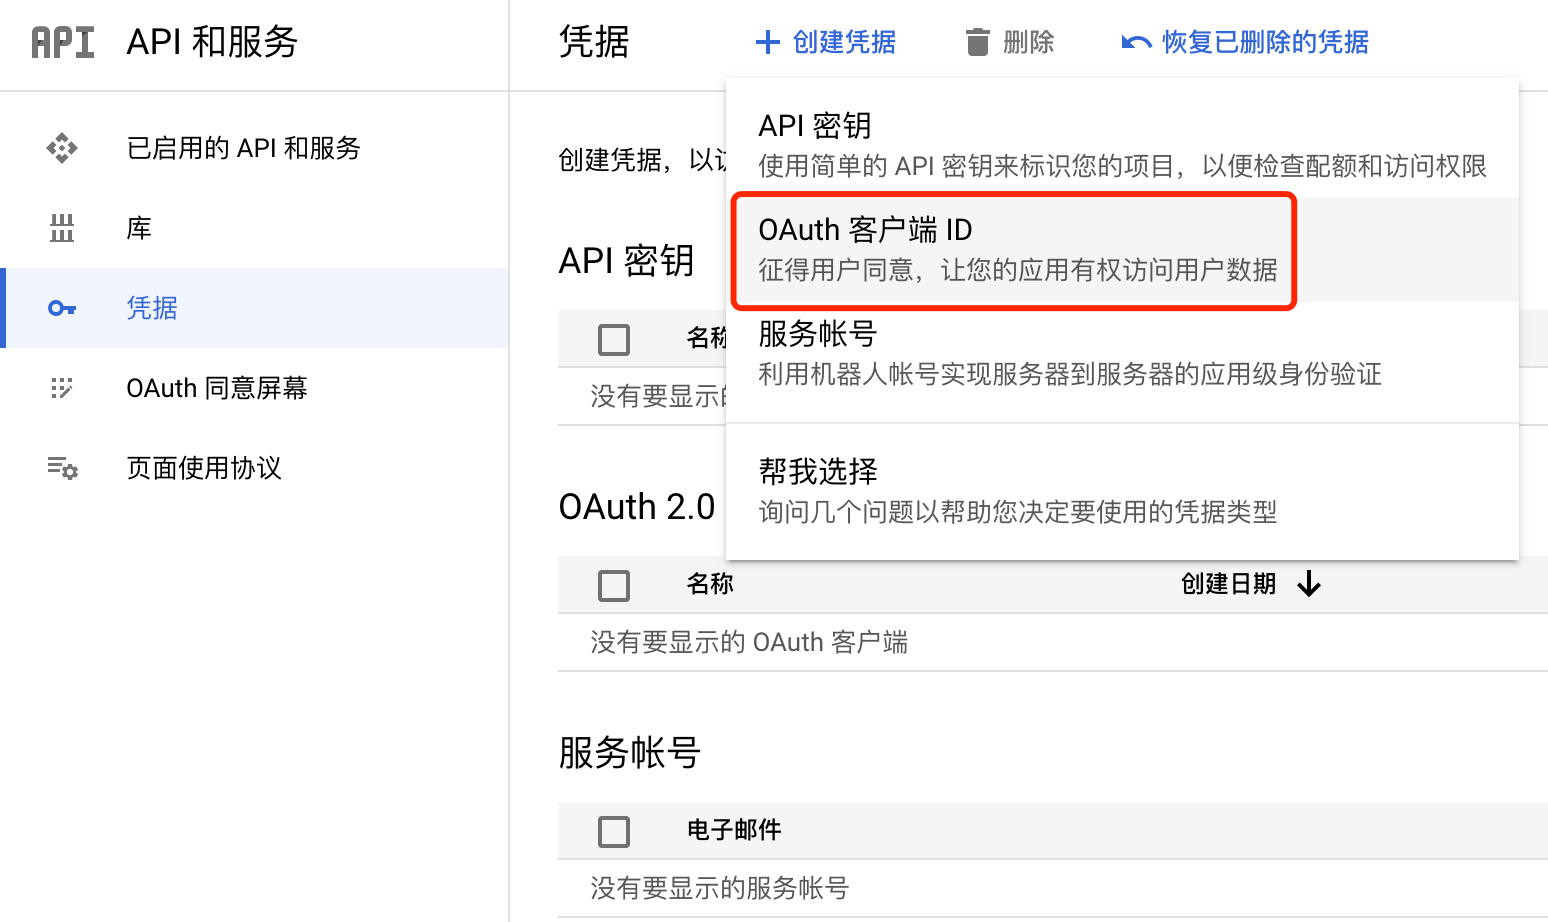 API API 和服务
已启用的 API 和服务
库
凭据
OAuth 同意屏幕
页面使用协议
凭据
创建凭据
删除
恢复已删除的凭据
API 密钥
使用简单的 API 密钥来标识您的项目，以便检查配额和访问权限
OAuth 客户端 ID
征得用户同意，让您的应用有权访问用户数据
服务帐号
利用机器人帐号实现服务器到服务器的应用级身份验证
帮我选择
询问几个问题以帮助您决定要使用的凭据类型
创建凭据，以
API 密钥
名称
没有要显示
OAuth 2.0
名称 创建日期
没有要显示的 OAuth 客户端
服务帐号
电子邮件
没有要显示的服务帐号